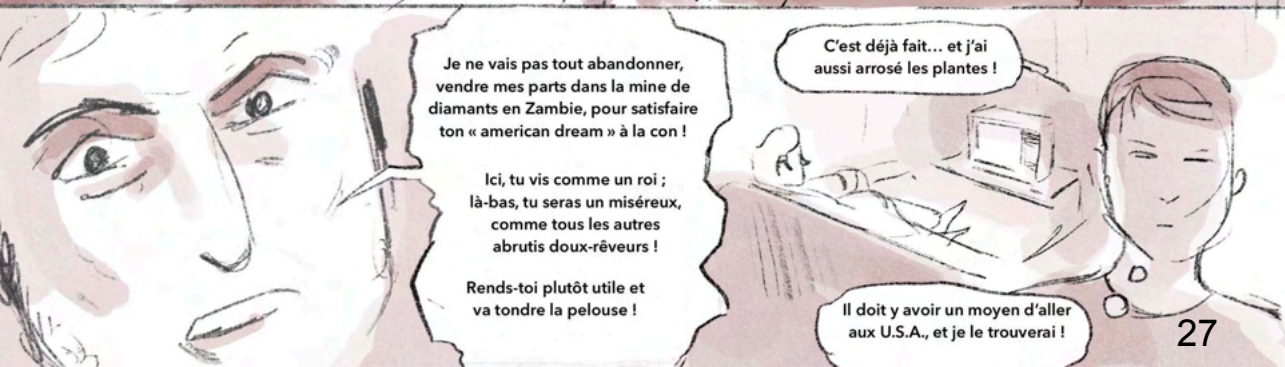 Je ne vais pas tout abandonner,
vendre mes parts dans la mine de
diamants en Zambie, pour satisfaire
ton « american dream » à la con !
Ici, tu vis comme un roi ;
là-bas, tu seras un miséreux,
comme tous les autres
abrutis doux-rêveurs !
Rends-toi plutôt utile et
va tondre la pelouse !
C’est déjà fait... et j’ai
aussi arrosé les plantes !
Il doit y avoir un moyen d’aller
aux U.S.A., et je le trouverai !
27